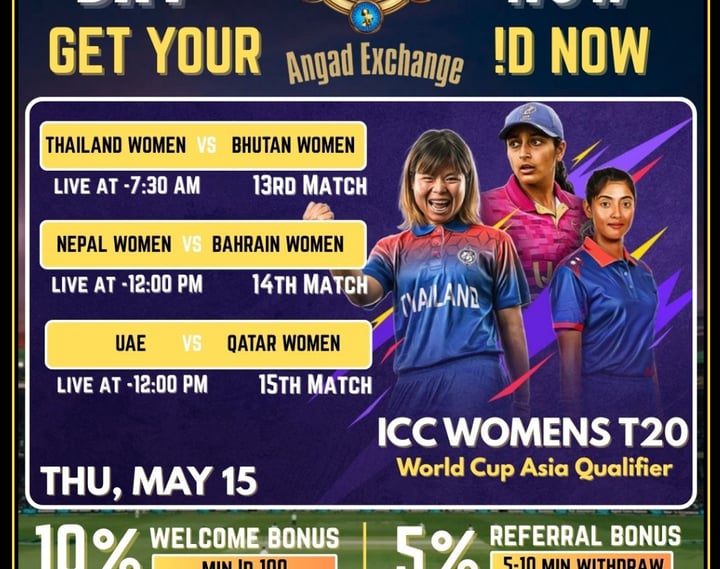 GET YOUR
Angad Exchange
!D NOW
THAILAND WOMEN VS BHUTAN WOMEN
LIVE AT -7:30 AM 13RD MATCH
NEPAL WOMEN VS BAHRAIN WOMEN
LIVE AT -12:00 PM 14TH MATCH
UAE VS QATAR WOMEN
LIVE AT -12:00 PM 15TH MATCH
THAILAND
ICC WOMENS T20
World Cup Asia Qualifier
THU, MAY 15
10% WELCOME BONUS
MIN ID 100
5% REFERRAL BONUS
5-10 MIN WITHDRAW